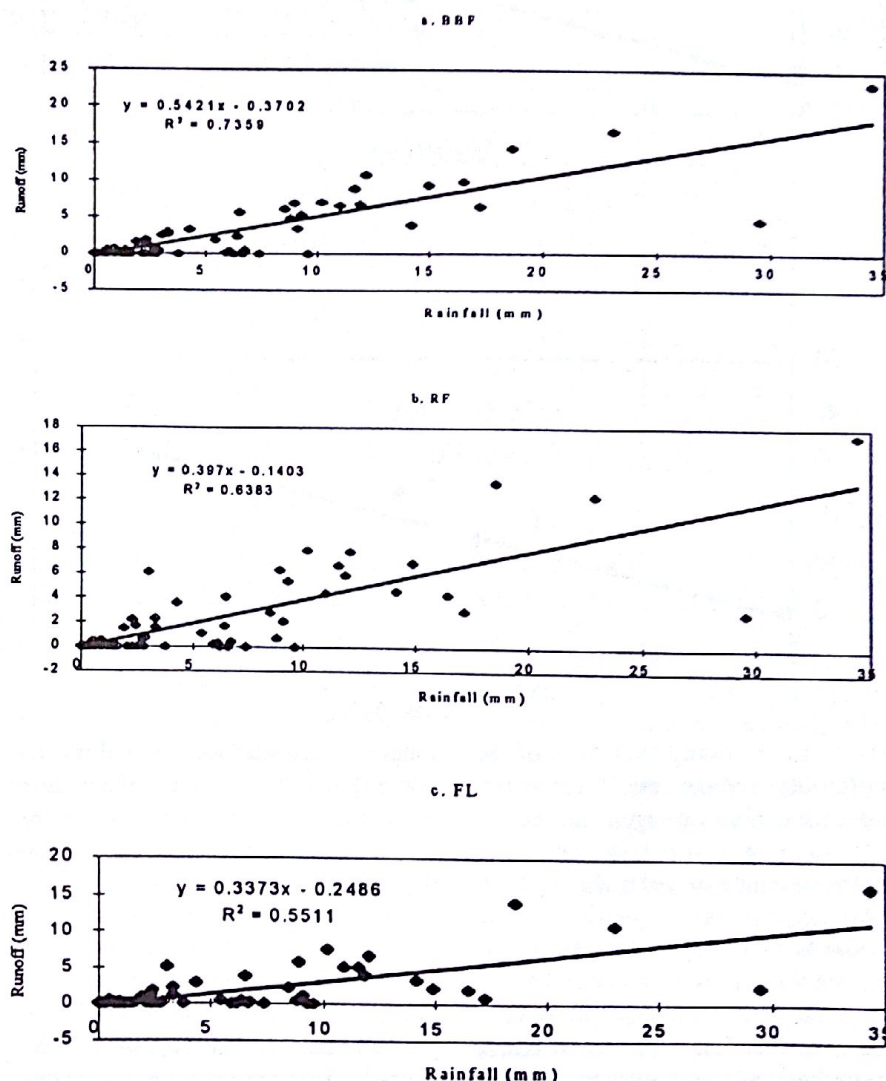 a. BBF
25
20
15
10
5
0
-5
y = 0.5421x - 0.3702
R² = 0.7359
Runoff (mm)
0 5 10 15 20 25 30 35
Rainfall (mm)
b. RF
18
16
14
12
10
8
6
4
2
0
-2
y = 0.397x - 0.1403
R² = 0.6383
Runoff (mm)
0 5 10 15 20 25 30 35
Rainfall (mm)
c. FL
20
15
10
5
0
-5
y = 0.3373x - 0.2486
R² = 0.5511
Runoff (mm)
0 5 10 15 20 25 30 35
Rainfall (mm)